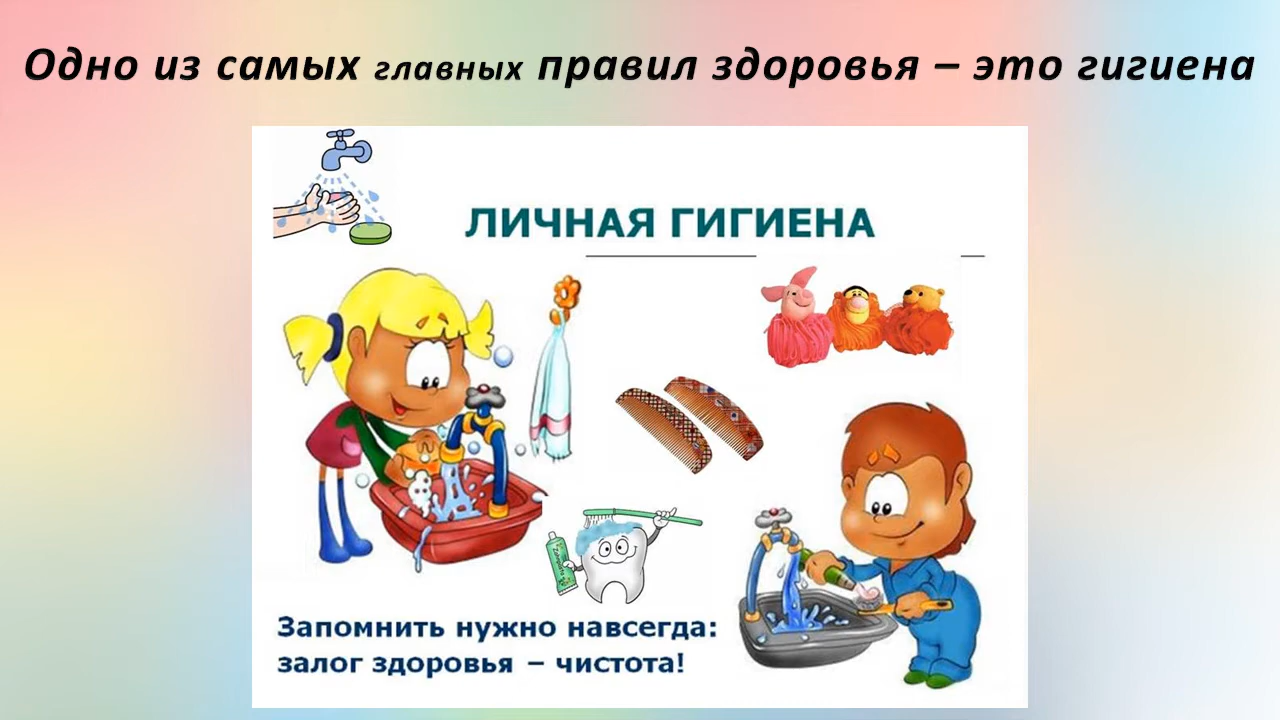 Одно из самых главных правил здоровья – это гигиена
ЛИЧНАЯ ГИГИЕНА
Запомнить нужно навсегда:
залог здоровья – чистота!